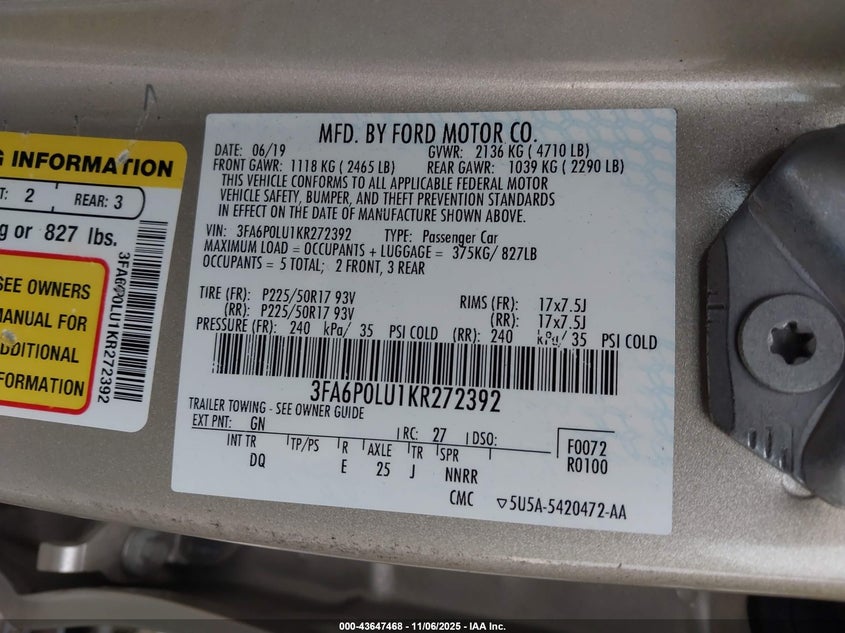 G INFORMATION
T: 2 REAR: 3
g or 827 lbs.
SEE OWNERS
MANUAL FOR
ADDITIONAL
INFORMATION
3FA6P0LU1KR272392
MFD. BY FORD MOTOR CO.
DATE: 06/19 GVWR: 2136 KG ( 4710 LB)
FRONT GAWR: 1118 KG ( 2465 LB) REAR GAWR: 1039 KG ( 2290 LB)
THIS VEHICLE CONFORMS TO ALL APPLICABLE FEDERAL MOTOR
VEHICLE SAFETY, BUMPER, AND THEFT PREVENTION STANDARDS
IN EFFECT ON THE DATE OF MANUFACTURE SHOWN ABOVE.
VIN: 3FA6P0LU1KR272392 TYPE: Passenger Car
MAXIMUM LOAD = OCCUPANTS + LUGGAGE = 375KG/ 827LB
OCCUPANTS = 5 TOTAL; 2 FRONT, 3 REAR
TIRE (FR): P225/50R17 93V RIMS (FR): 17x7.5J
(RR): P225/50R17 93V (RR): 17x7.5J
PRESSURE (FR): 240 kPa/ 35 PSI COLD (RR): 240 kPa/ 35 PSI COLD
3FA6P0LU1KR272392
TRAILER TOWING - SEE OWNER GUIDE
EXT PNT: GN RC: 27 DSO: F0072
INT TR TP/PS R AXLE TR SPR R0100
DQ E 25 J NNRR
CMC ▽5U5A-5420472-AA
000-43647468 - 11/06/2025 - IAA Inc.